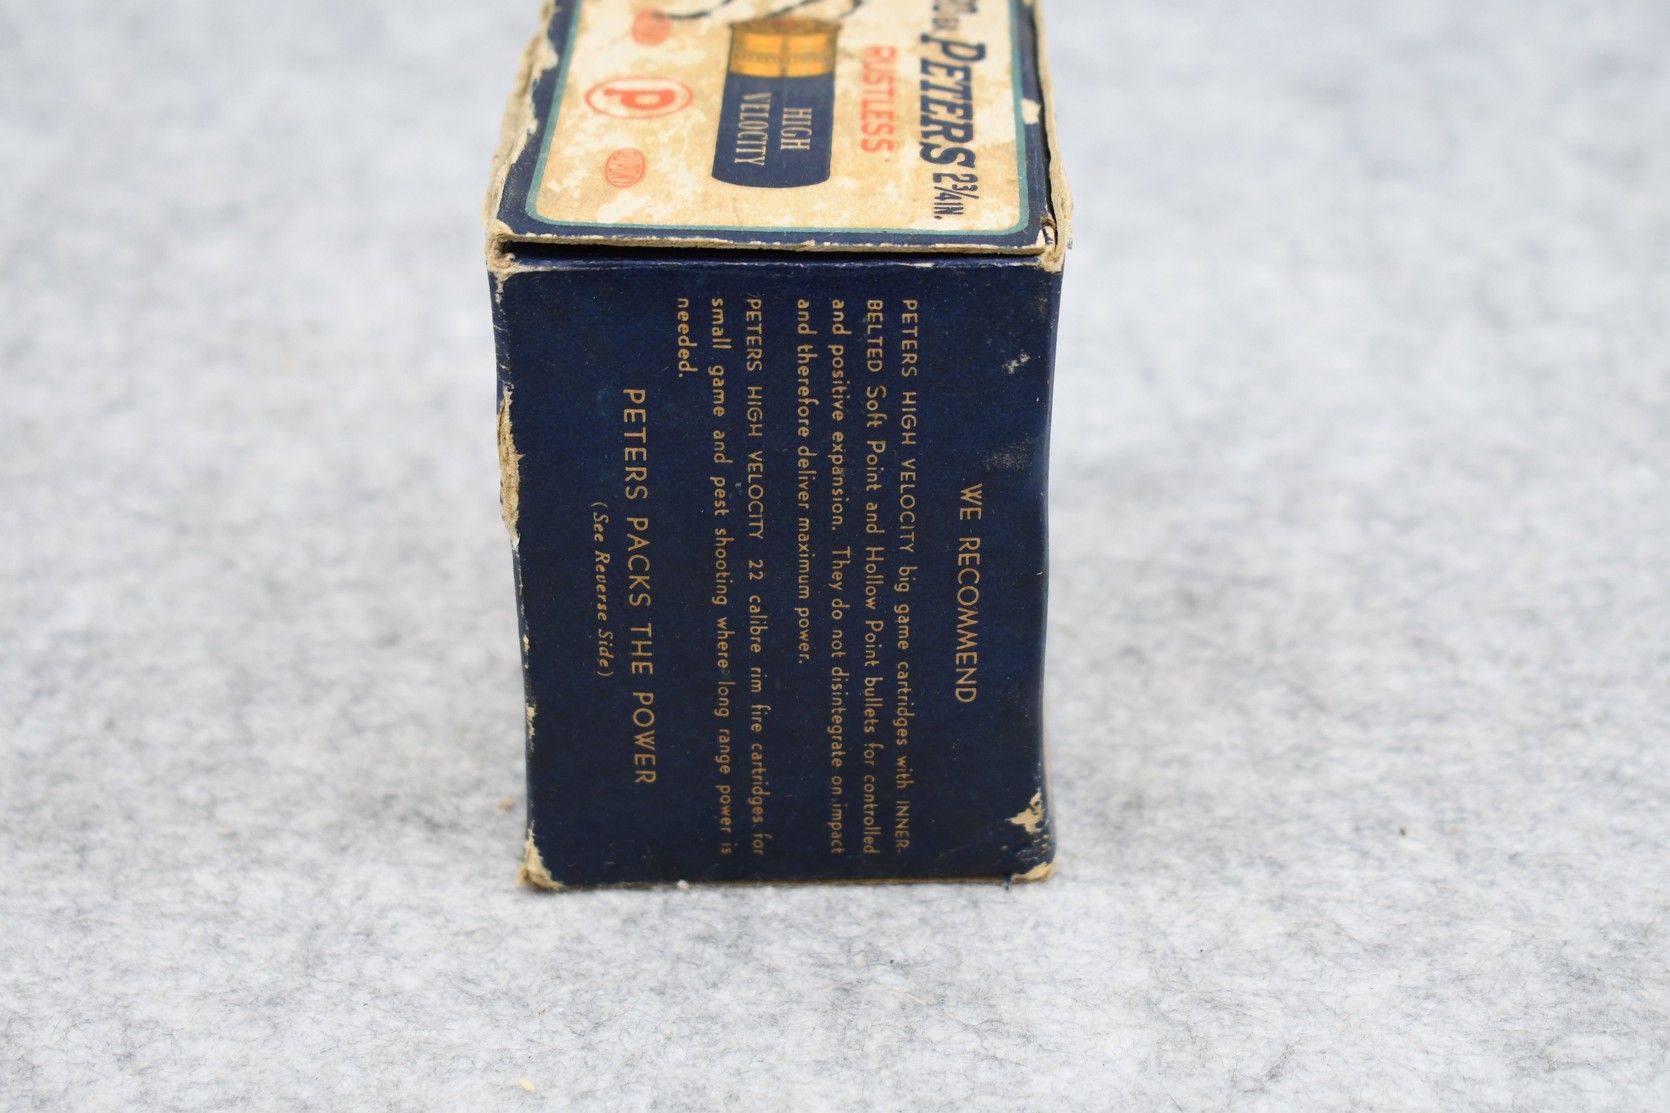 PETERS 2¾ IN.
RUSTLESS
HIGH
VELOCITY
P
DUPONT
WE RECOMMEND
PETERS HIGH VELOCITY big game cartridges with INNER-
BELTED Soft Point and Hollow Point bullets for controlled
and positive expansion. They do not disintegrate on impact
and therefore deliver maximum power.
PETERS HIGH VELOCITY 22 calibre rim fire cartridges for
small game and pest shooting where long range power is
needed.
PETERS PACKS THE POWER
(See Reverse Side)